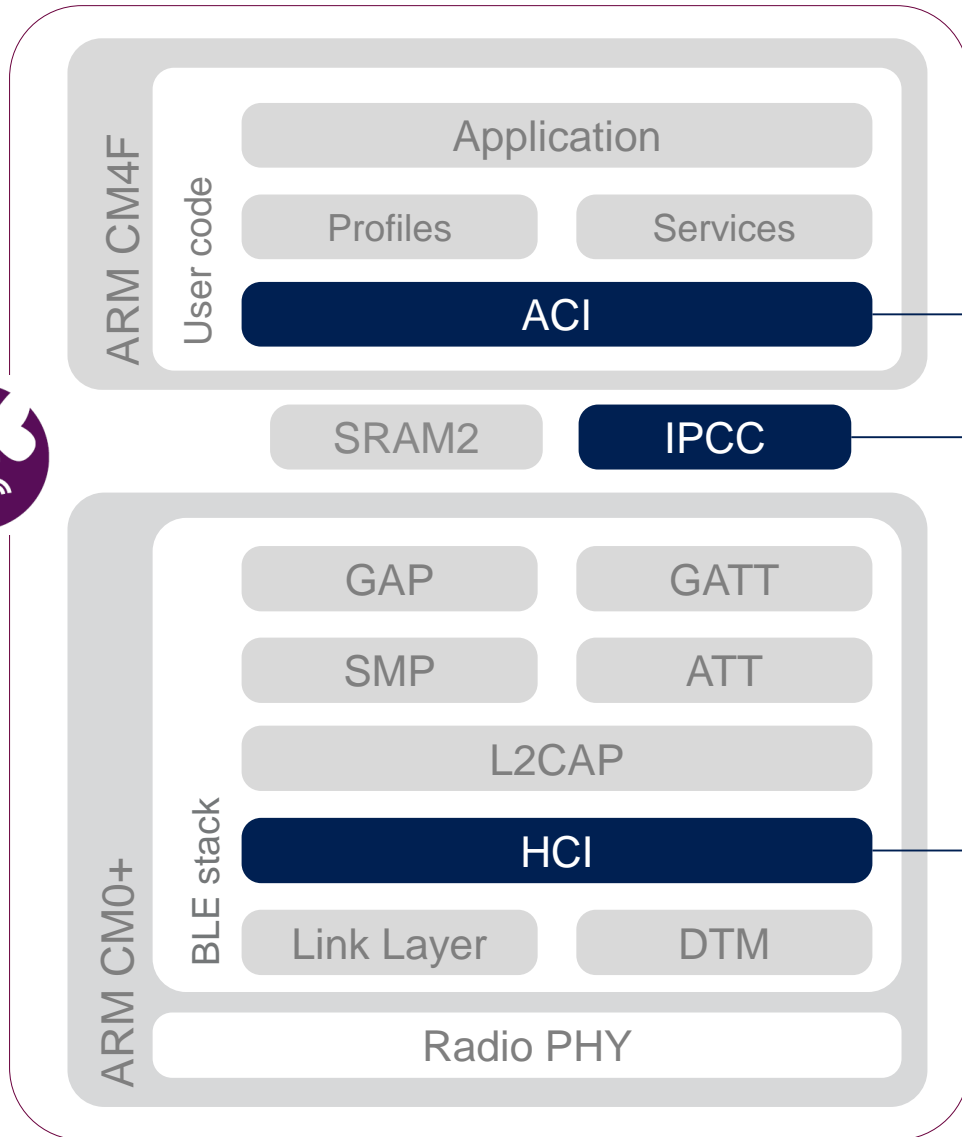 ARM CM4F
User code
Application
Profiles
Services
ACI
SRAM2
IPCC
ARM CM0+
BLE stack
GAP
GATT
SMP
ATT
L2CAP
HCI
Link Layer
DTM
Radio PHY